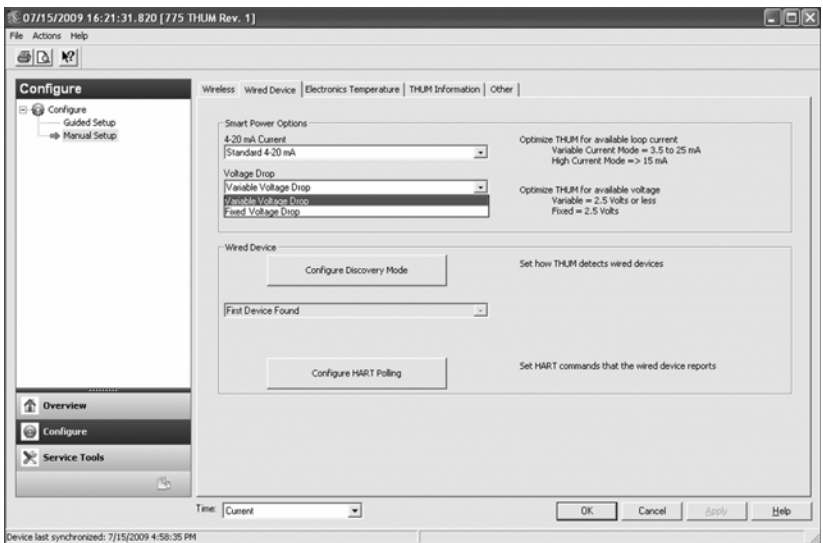 07/15/2009 16:21:31.820 [775 THUM Rev. 1]
File Actions Help
Configure
Configure
Guided Setup
Manual Setup
Overview
Configure
Service Tools
Wireless Wired Device Electronics Temperature THUM Information Other
Smart Power Options
4-20 mA Current
Standard 4-20 mA
Optimize THUM for available loop current
Variable Current Mode = 3.5 to 25 mA
High Current Mode => 15 mA
Voltage Drop
Variable Voltage Drop
Variable Voltage Drop
Fixed Voltage Drop
Optimize THUM for available voltage
Variable = 2.5 Volts or less
Fixed = 2.5 Volts
Wired Device
Configure Discovery Mode
Set how THUM detects wired devices
First Device Found
Configure HART Polling
Set HART commands that the wired device reports
Time: Current
OK Cancel Apply Help
Device last synchronized: 7/15/2009 4:58:35 PM